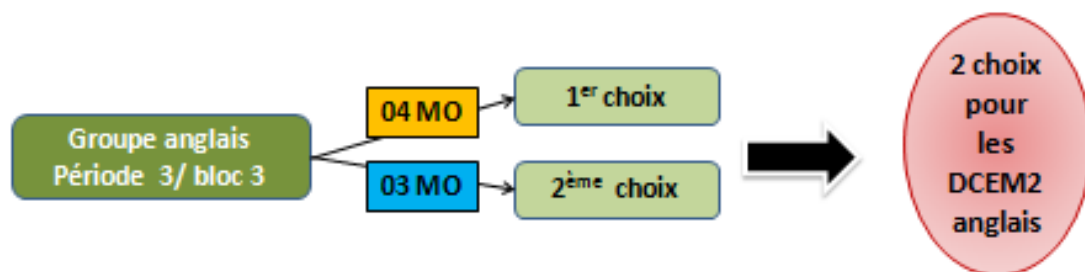 Groupe anglais
Période 3/ bloc 3
04 MO
03 MO
1er choix
2ème choix
2 choix
pour
les
DCEM2
anglais